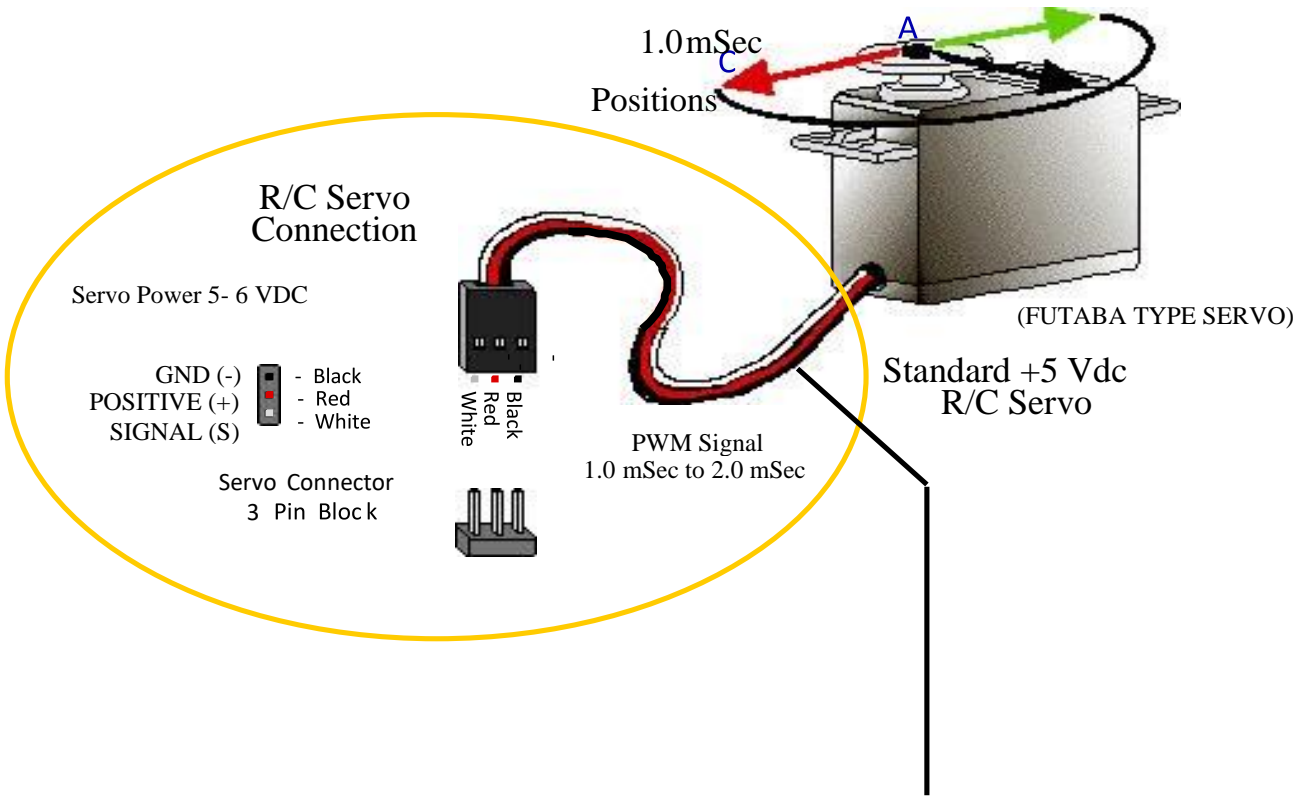 A
1.0 mSec
C
Positions
R/C Servo
Connection
Servo Power 5- 6 VDC
(FUTABA TYPE SERVO)
GND (-)
- Black
POSITIVE (+)
- Red
SIGNAL (S)
- White
White
Red
Black
Standard +5 Vdc
R/C Servo
PWM Signal
1.0 mSec to 2.0 mSec
Servo Connector
3 Pin Bloc k